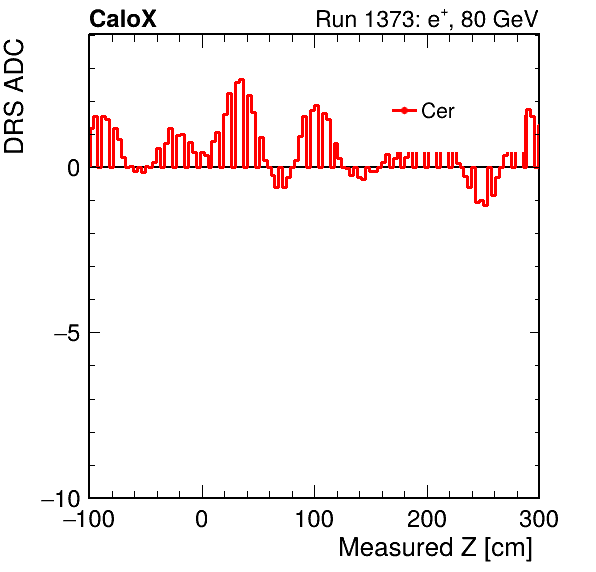 CaloX
Run 1373: e⁺, 80 GeV
DRS ADC
Cer
0
−5
−10
−100 0 100 200 300
Measured Z [cm]